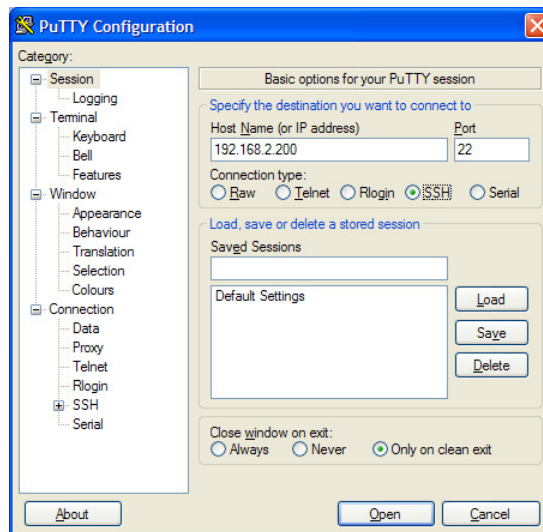 PuTTY Configuration
Category:
Session
Logging
Terminal
Keyboard
Bell
Features
Window
Appearance
Behaviour
Translation
Selection
Colours
Connection
Data
Proxy
Telnet
Rlogin
SSH
Serial
Basic options for your PuTTY session
Specify the destination you want to connect to
Host Name (or IP address) Port
192.168.2.200 22
Connection type:
Raw Telnet Rlogin SSH Serial
Load, save or delete a stored session
Saved Sessions
Default Settings
Load
Save
Delete
Close window on exit:
Always Never Only on clean exit
About Open Cancel